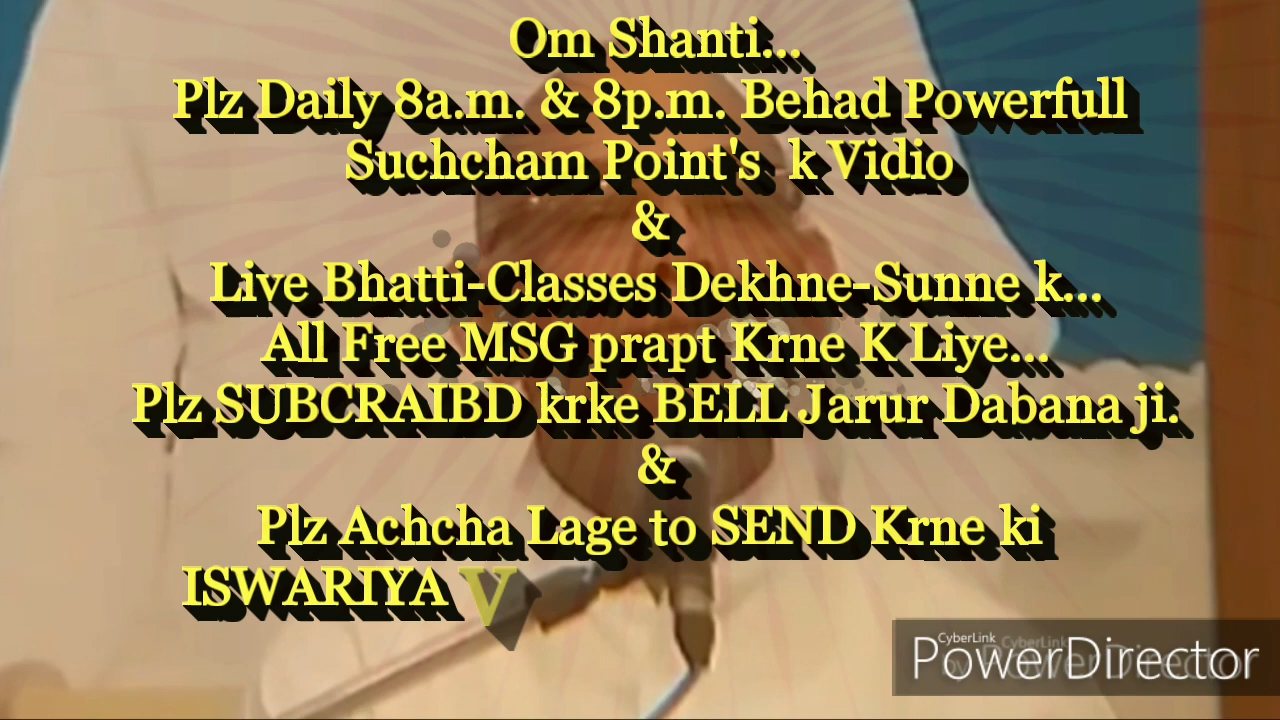 Om Shanti...
Plz Daily 8a.m. & 8p.m. Behad Powerfull
Suchcham Point's k Vidio
&
Live Bhatti-Classes Dekhne-Sunne k...
All Free MSG prapt Krne K Liye...
Plz SUBCRAIBD krke BELL Jarur Dabana ji.
&
Plz Achcha Lage to SEND Krne ki
ISWARIYA V
CyberLink
PowerDirector